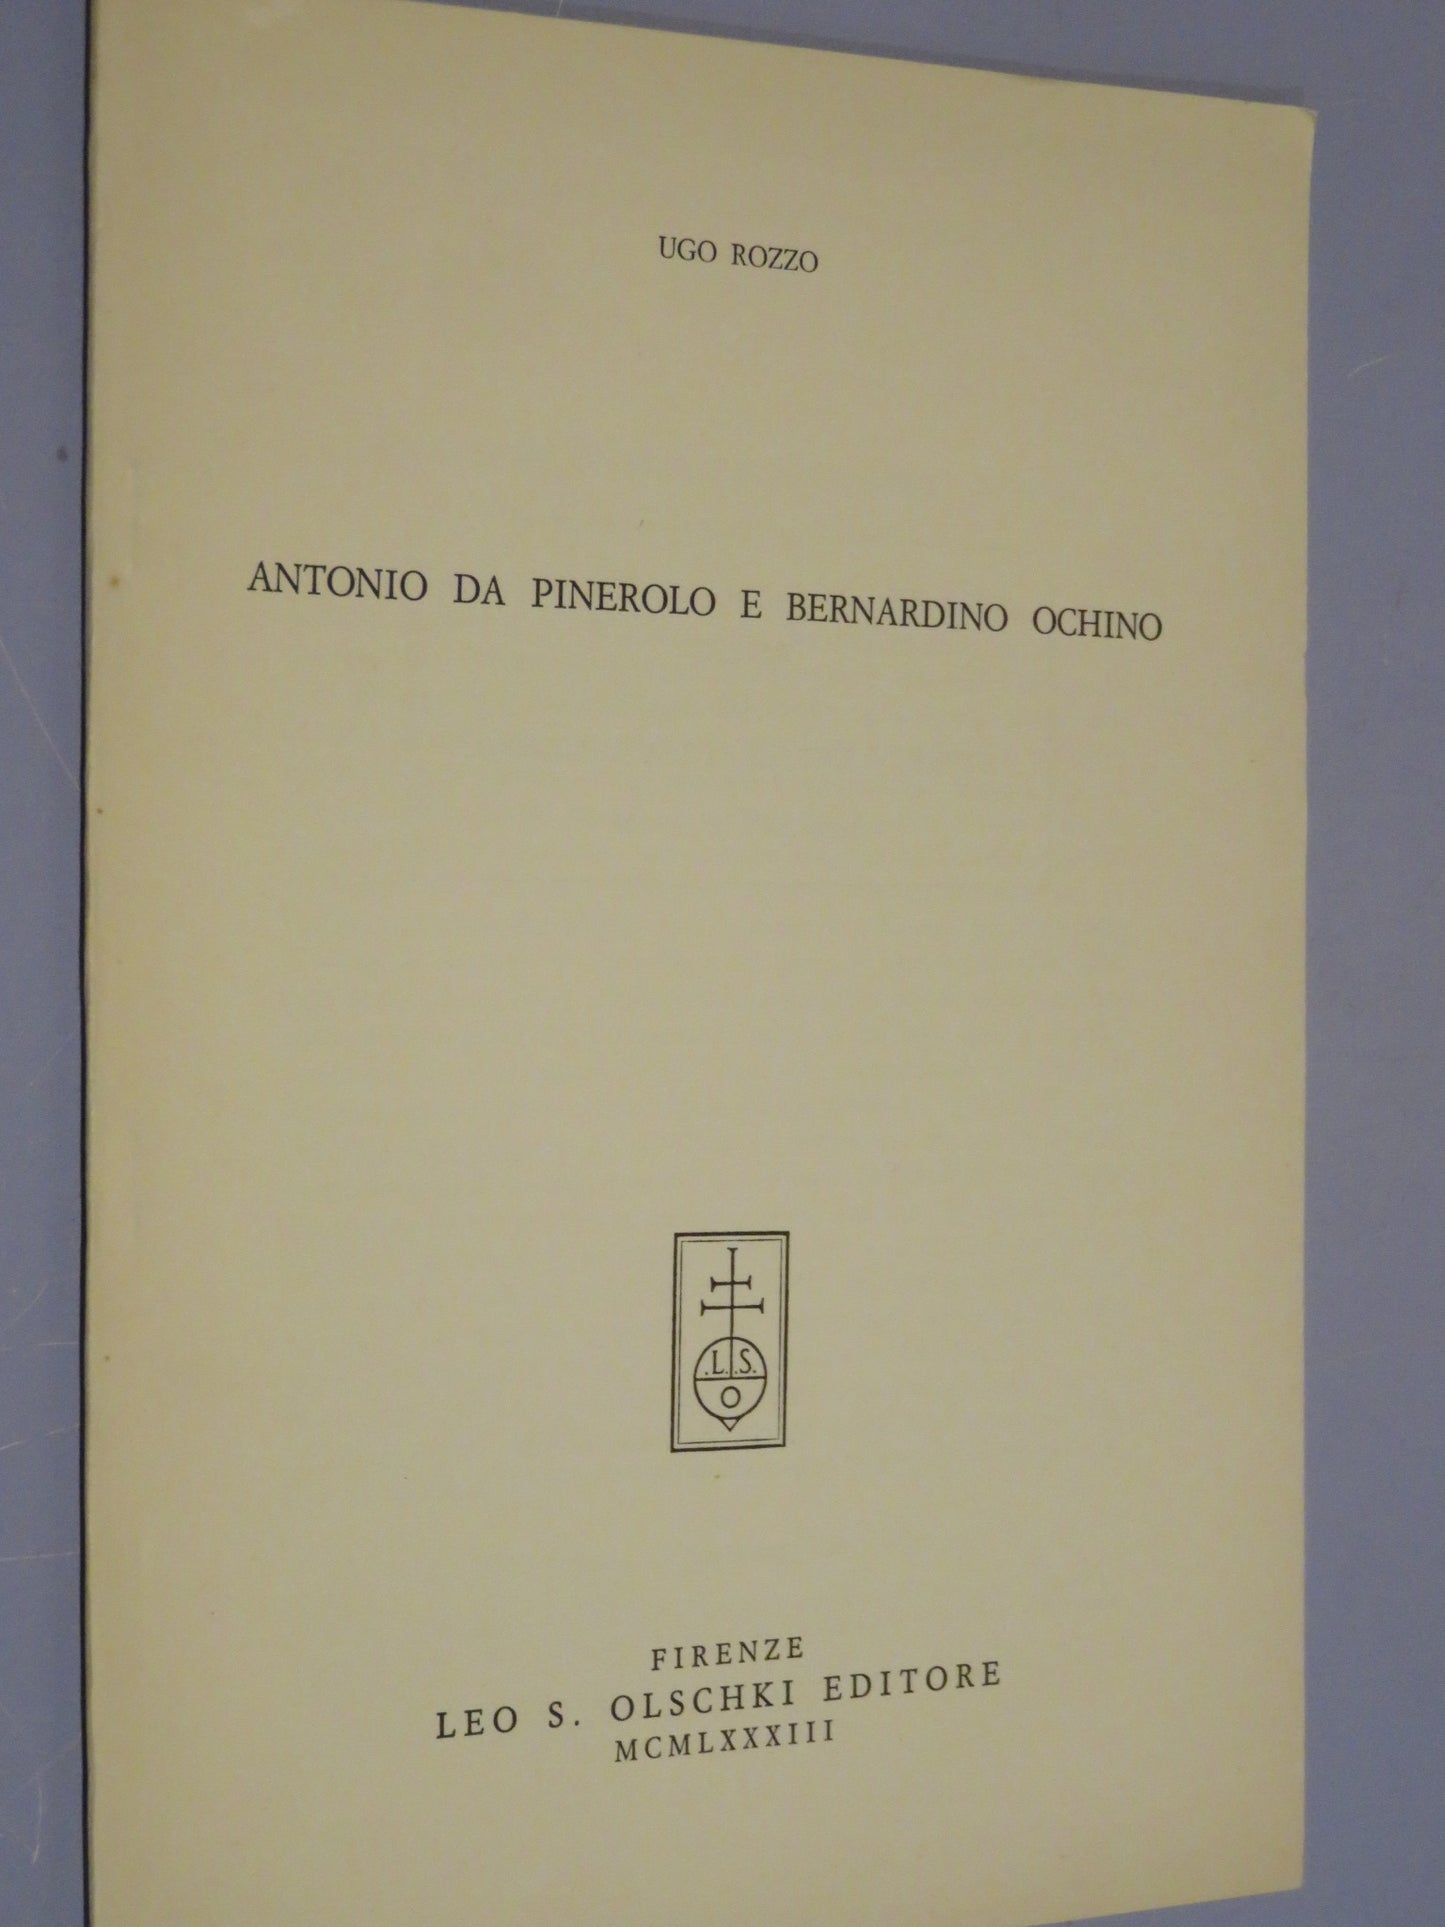 UGO ROZZO
ANTONIO DA PINEROLO E BERNARDINO OCHINO
.L.S.
O
FIRENZE
LEO S. OLSCHKI EDITORE
MCMLXXXIII